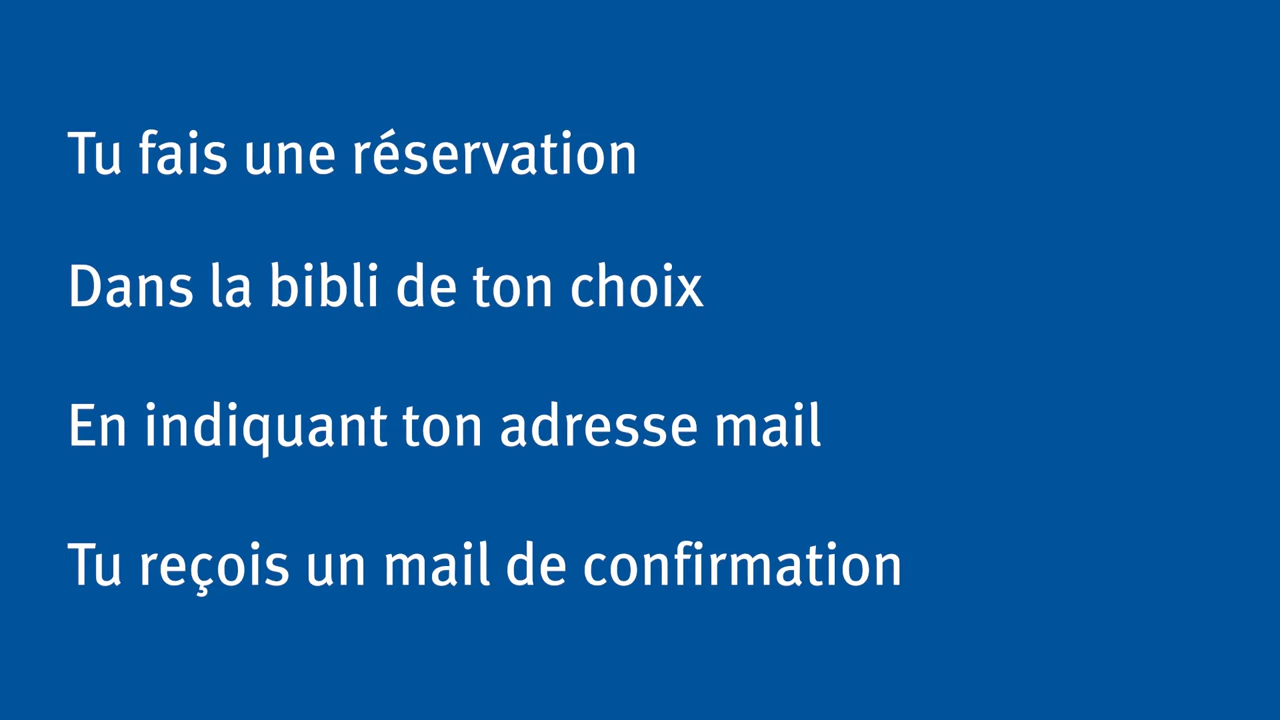 Tu fais une réservation
Dans la bibli de ton choix
En indiquant ton adresse mail
Tu reçois un mail de confirmation